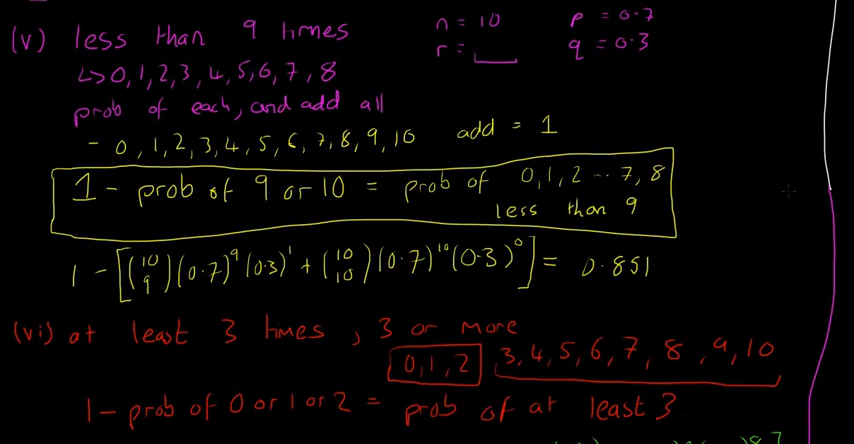 (v) less than 9 times
n = 10 p = 0.7
r = __ q = 0.3
↳ 0, 1, 2, 3, 4, 5, 6, 7, 8
prob of each, and add all
- 0, 1, 2, 3, 4, 5, 6, 7, 8, 9, 10 add = 1
1 - prob of 9 or 10 = prob of 0, 1, 2 ... 7, 8
less than 9
1 - [(10 9)(0.7)^9 (0.3)^1 + (10 10)(0.7)^10 (0.3)^0] = 0.851
(vi) at least 3 times, 3 or more
0, 1, 2 3, 4, 5, 6, 7, 8, 9, 10
1 - prob of 0 or 1 or 2 = prob of at least 3